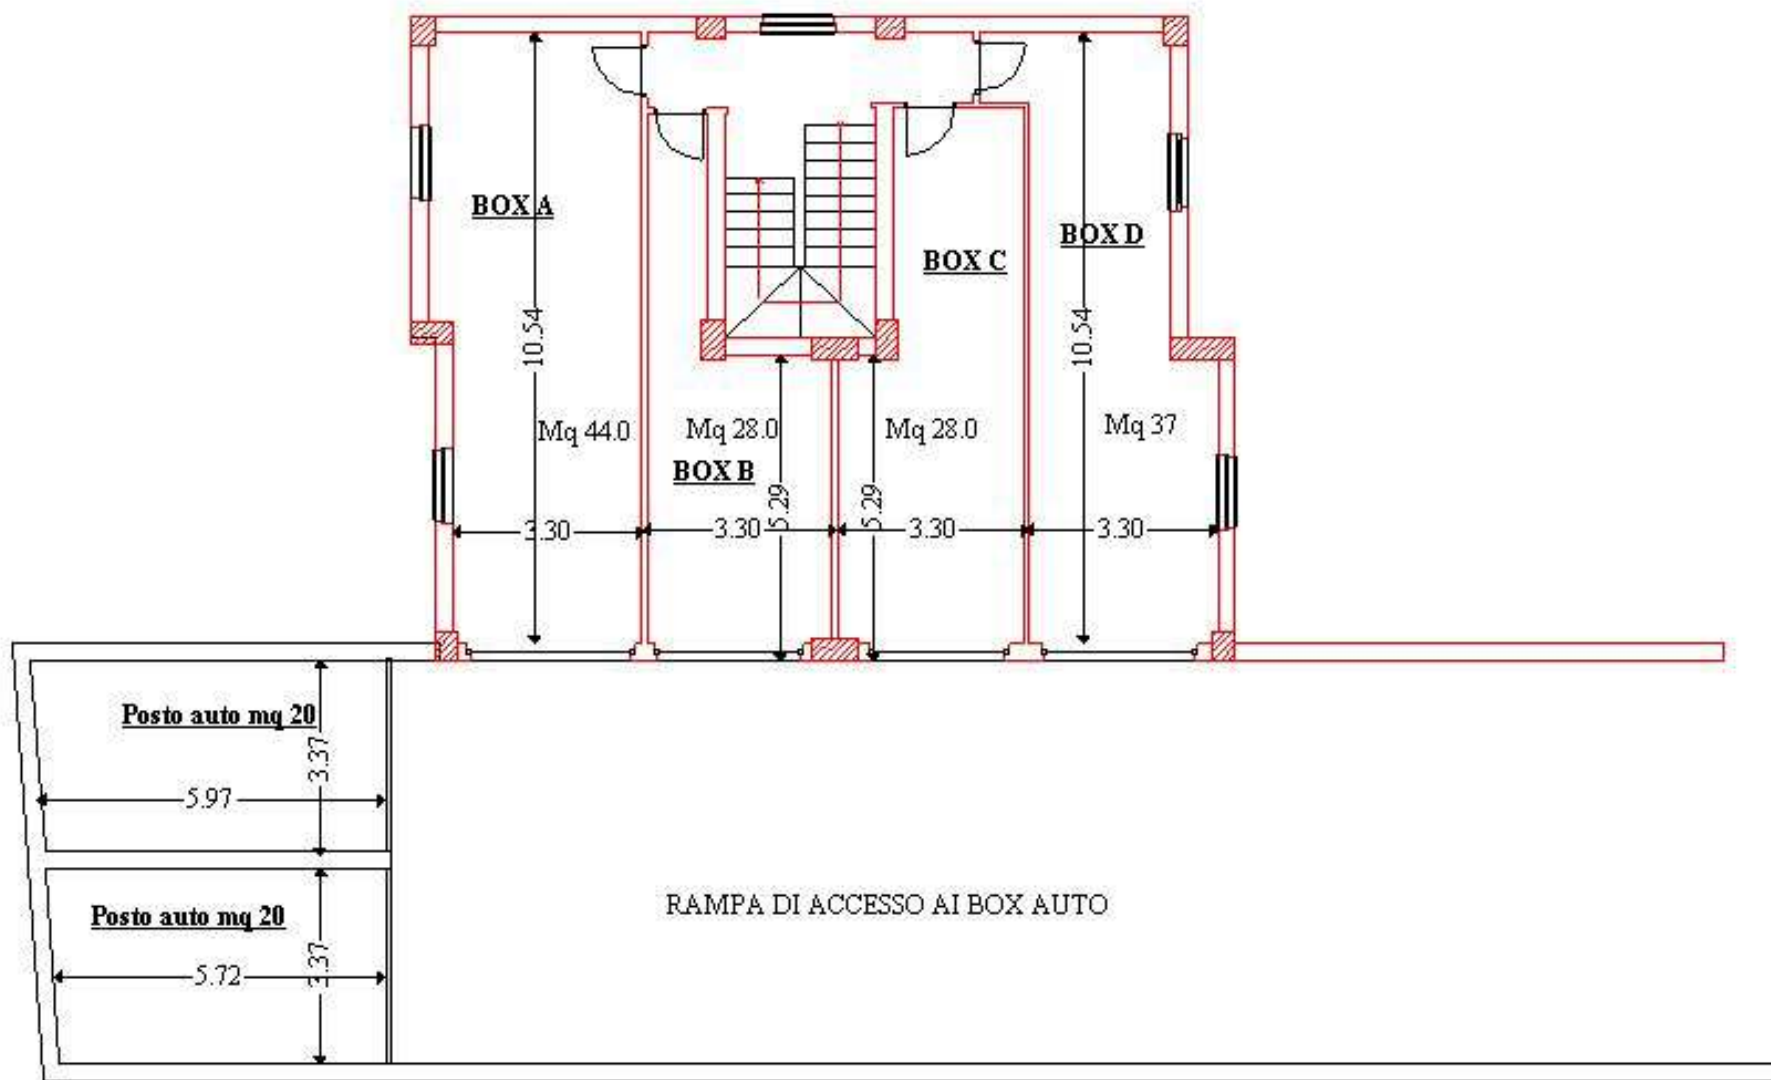 BOX A
BOX D
BOX C
10.54
10.54
Mq 44.0
Mq 28.0
Mq 28.0
Mq 37
BOX B
5.29
5.29
3.30
3.30
3.30
3.30
Posto auto mq 20
3.37
5.97
RAMPA DI ACCESSO AI BOX AUTO
Posto auto mq 20
3.37
5.72